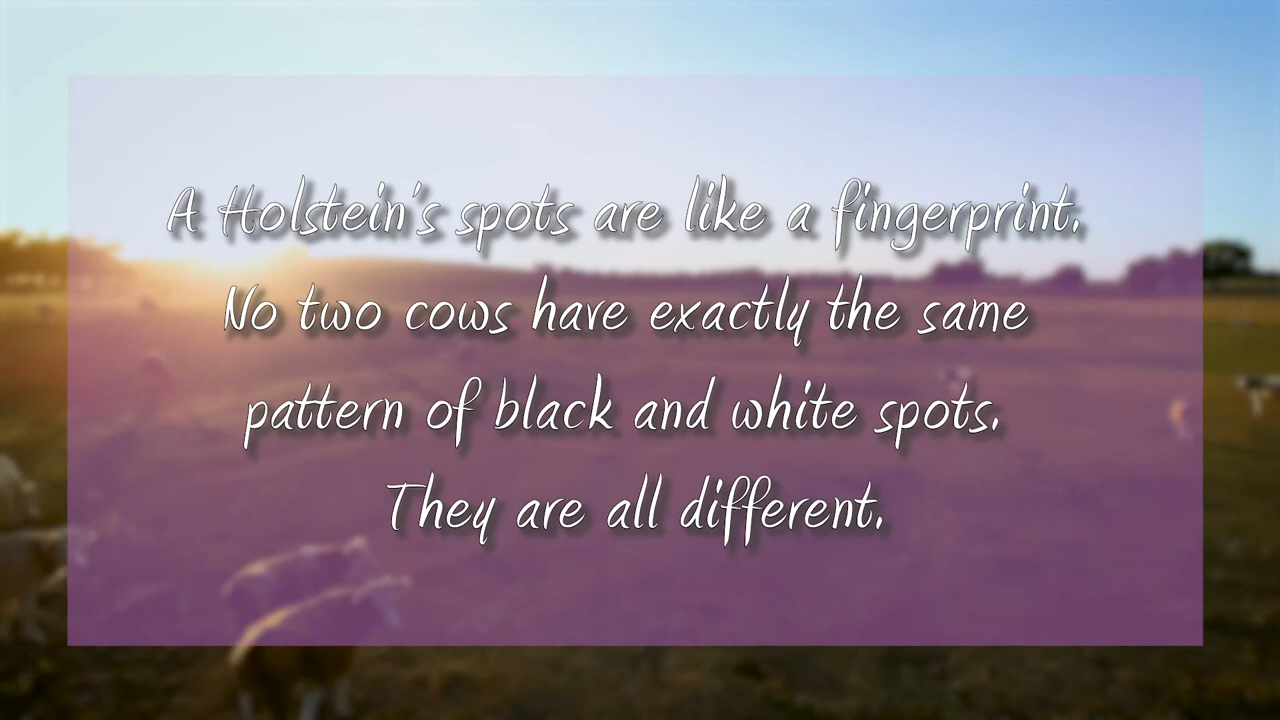 A Holstein's spots are like a fingerprint.
No two cows have exactly the same
pattern of black and white spots.
They are all different.